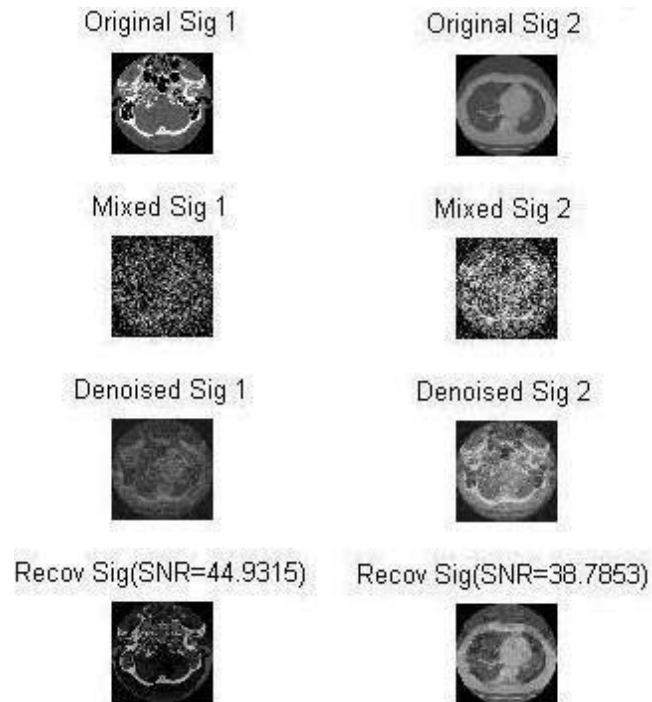 Original Sig 1
Original Sig 2
Mixed Sig 1
Mixed Sig 2
Denoised Sig 1
Denoised Sig 2
Recov Sig(SNR=44.9315)
Recov Sig(SNR=38.7853)